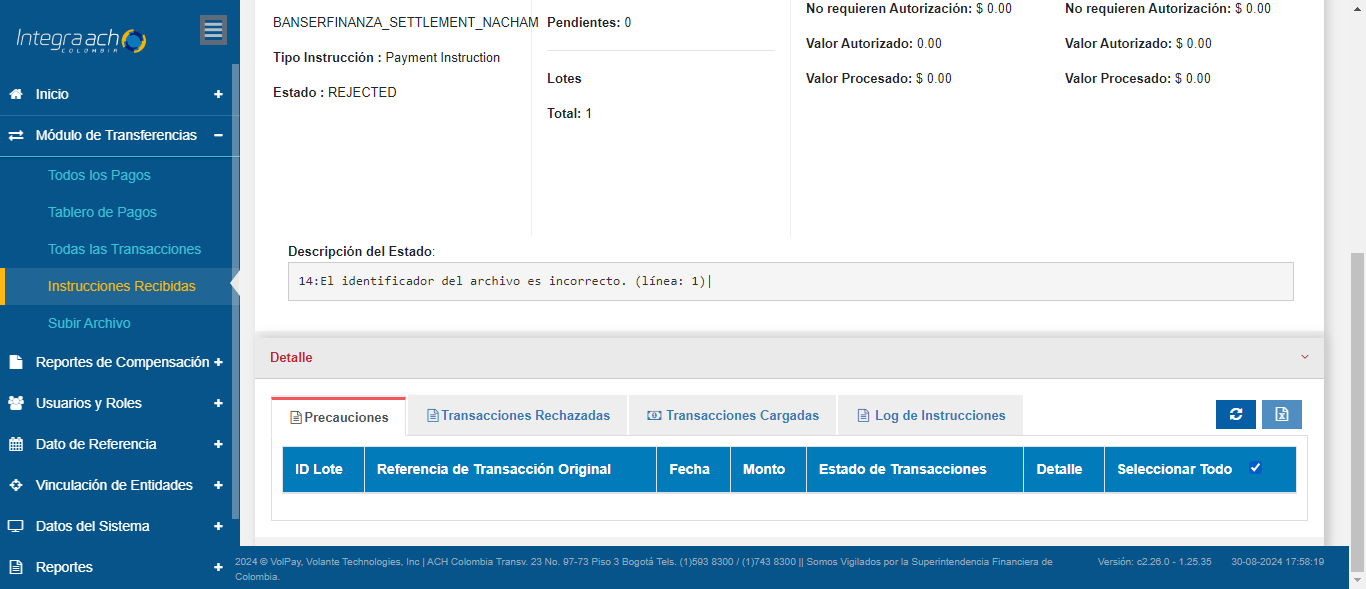 Integra ach
COLOMBIA
Inicio +
Módulo de Transferencias −
Todos los Pagos
Tablero de Pagos
Todas las Transacciones
Instrucciones Recibidas
Subir Archivo
Reportes de Compensación +
Usuarios y Roles +
Dato de Referencia +
Vinculación de Entidades +
Datos del Sistema +
Reportes +
BANSERFINANZA_SETTLEMENT_NACHAM
Tipo Instrucción : Payment Instruction
Estado : REJECTED
Pendientes: 0
Lotes
Total: 1
No requieren Autorización: $ 0.00
Valor Autorizado: 0.00
Valor Procesado: $ 0.00
No requieren Autorización: $ 0.00
Valor Autorizado: $ 0.00
Valor Procesado: $ 0.00
Descripción del Estado:
14:El identificador del archivo es incorrecto. (línea: 1)|
Detalle
Precauciones Transacciones Rechazadas Transacciones Cargadas Log de Instrucciones
ID Lote Referencia de Transacción Original Fecha Monto Estado de Transacciones Detalle Seleccionar Todo
2024 © VolPay, Volante Technologies, Inc | ACH Colombia Transv. 23 No. 97-73 Piso 3 Bogotá Tels. (1)593 8300 / (1)743 8300 || Somos Vigilados por la Superintendencia Financiera de
Colombia.
Versión: c2.26.0 - 1.25.35 30-08-2024 17:58:19